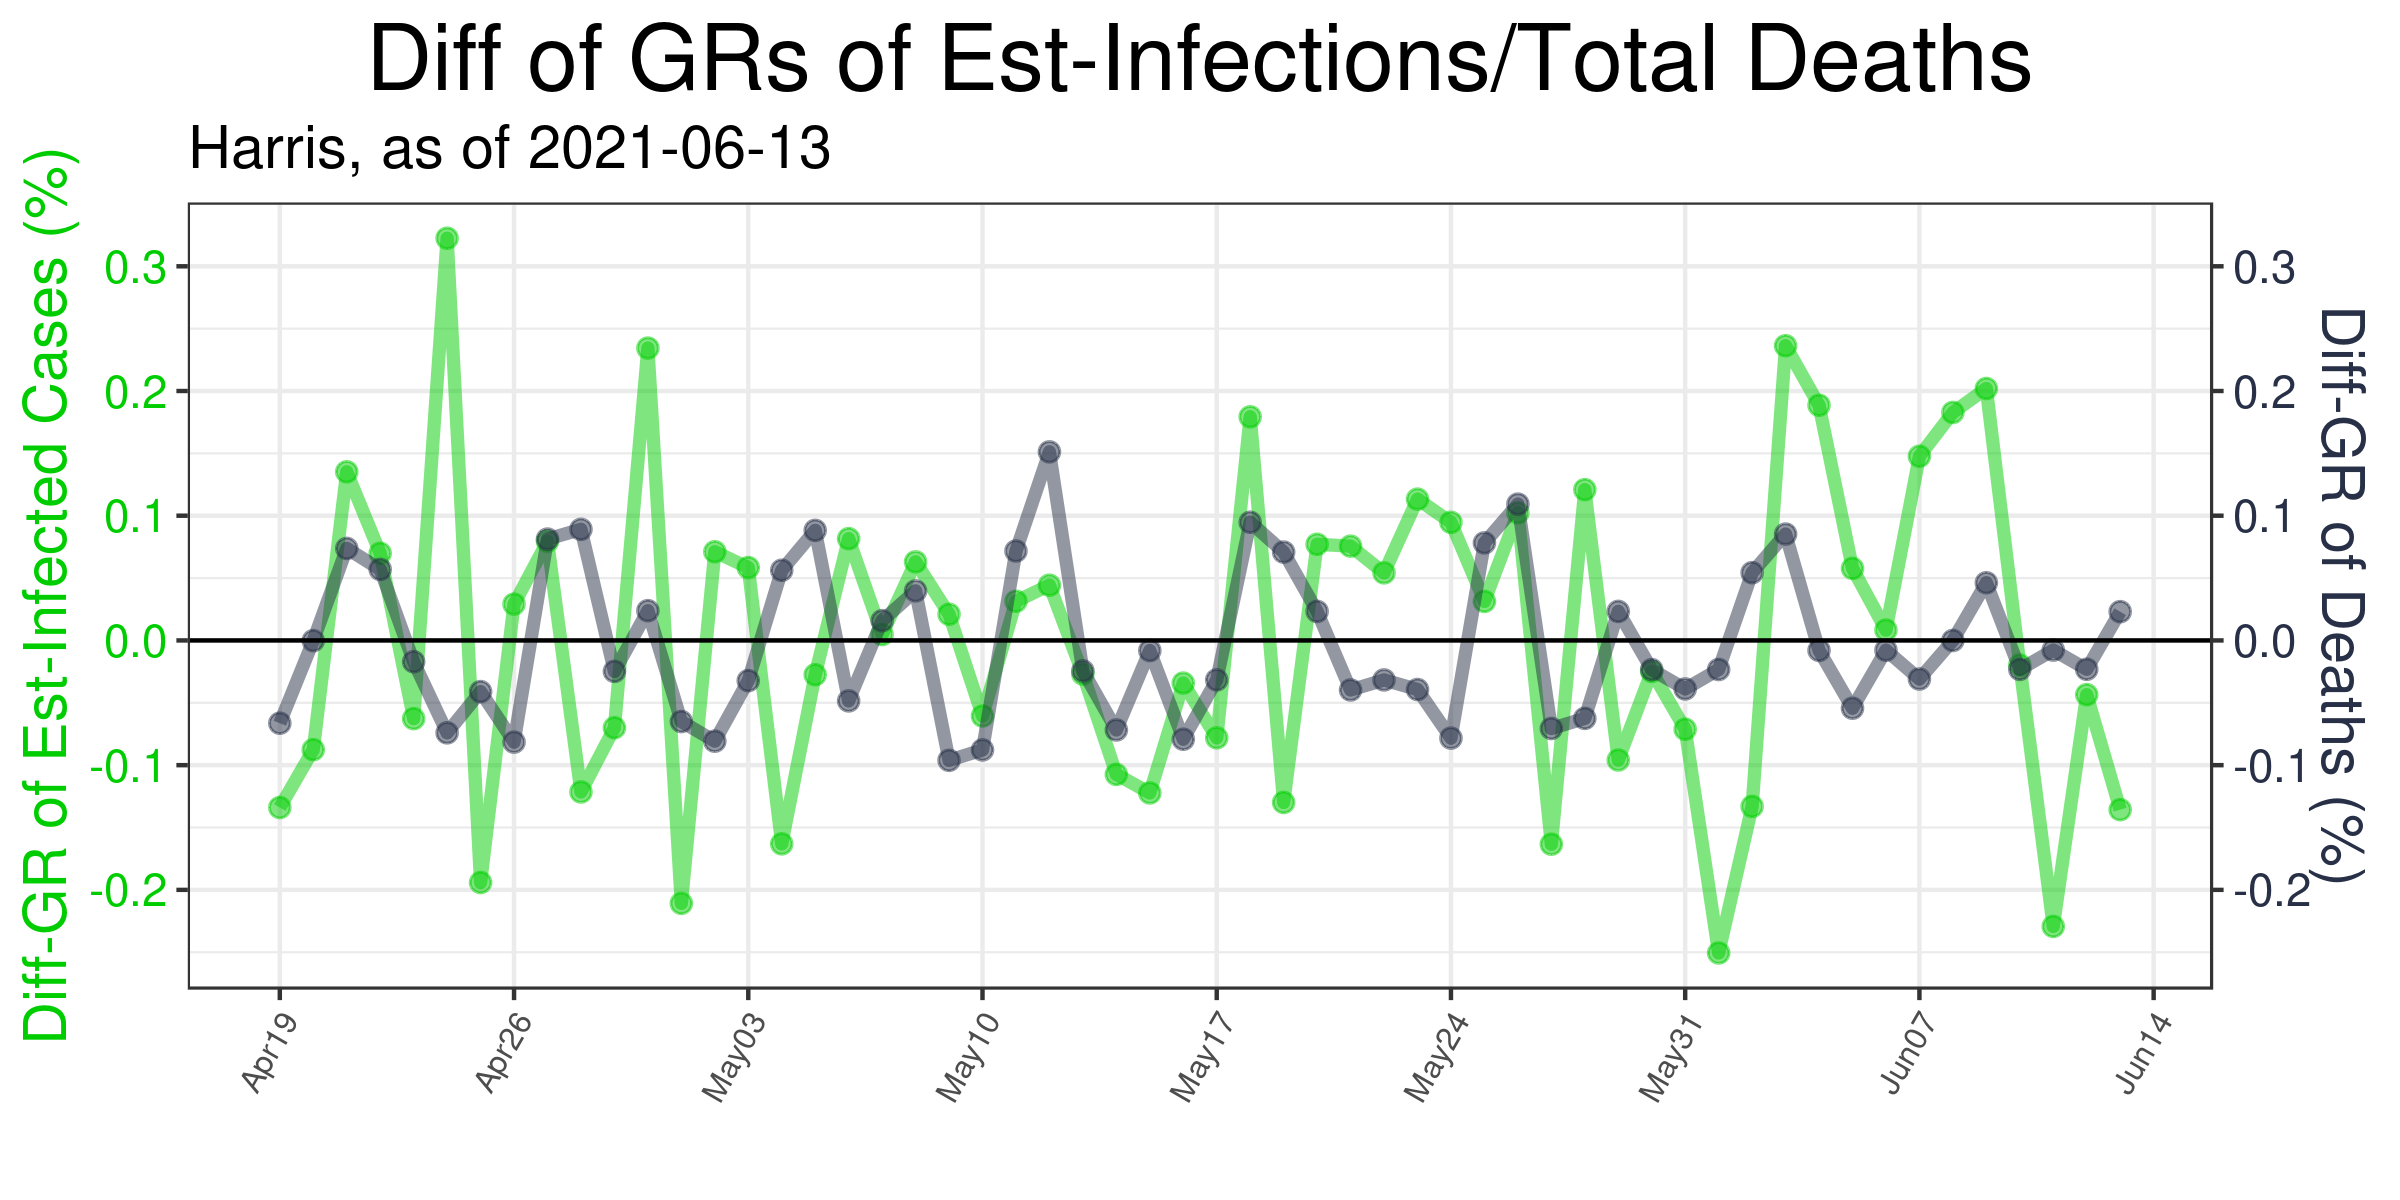 Diff of GRs of Est-Infections/Total Deaths
Harris, as of 2021-06-13
Diff-GR of Est-Infected Cases (%)
0.3
0.2
0.1
0.0
-0.1
-0.2
0.3
0.2
0.1
0.0
-0.1
-0.2
Diff-GR of Deaths (%)
Apr19
Apr26
May03
May10
May17
May24
May31
Jun07
Jun14